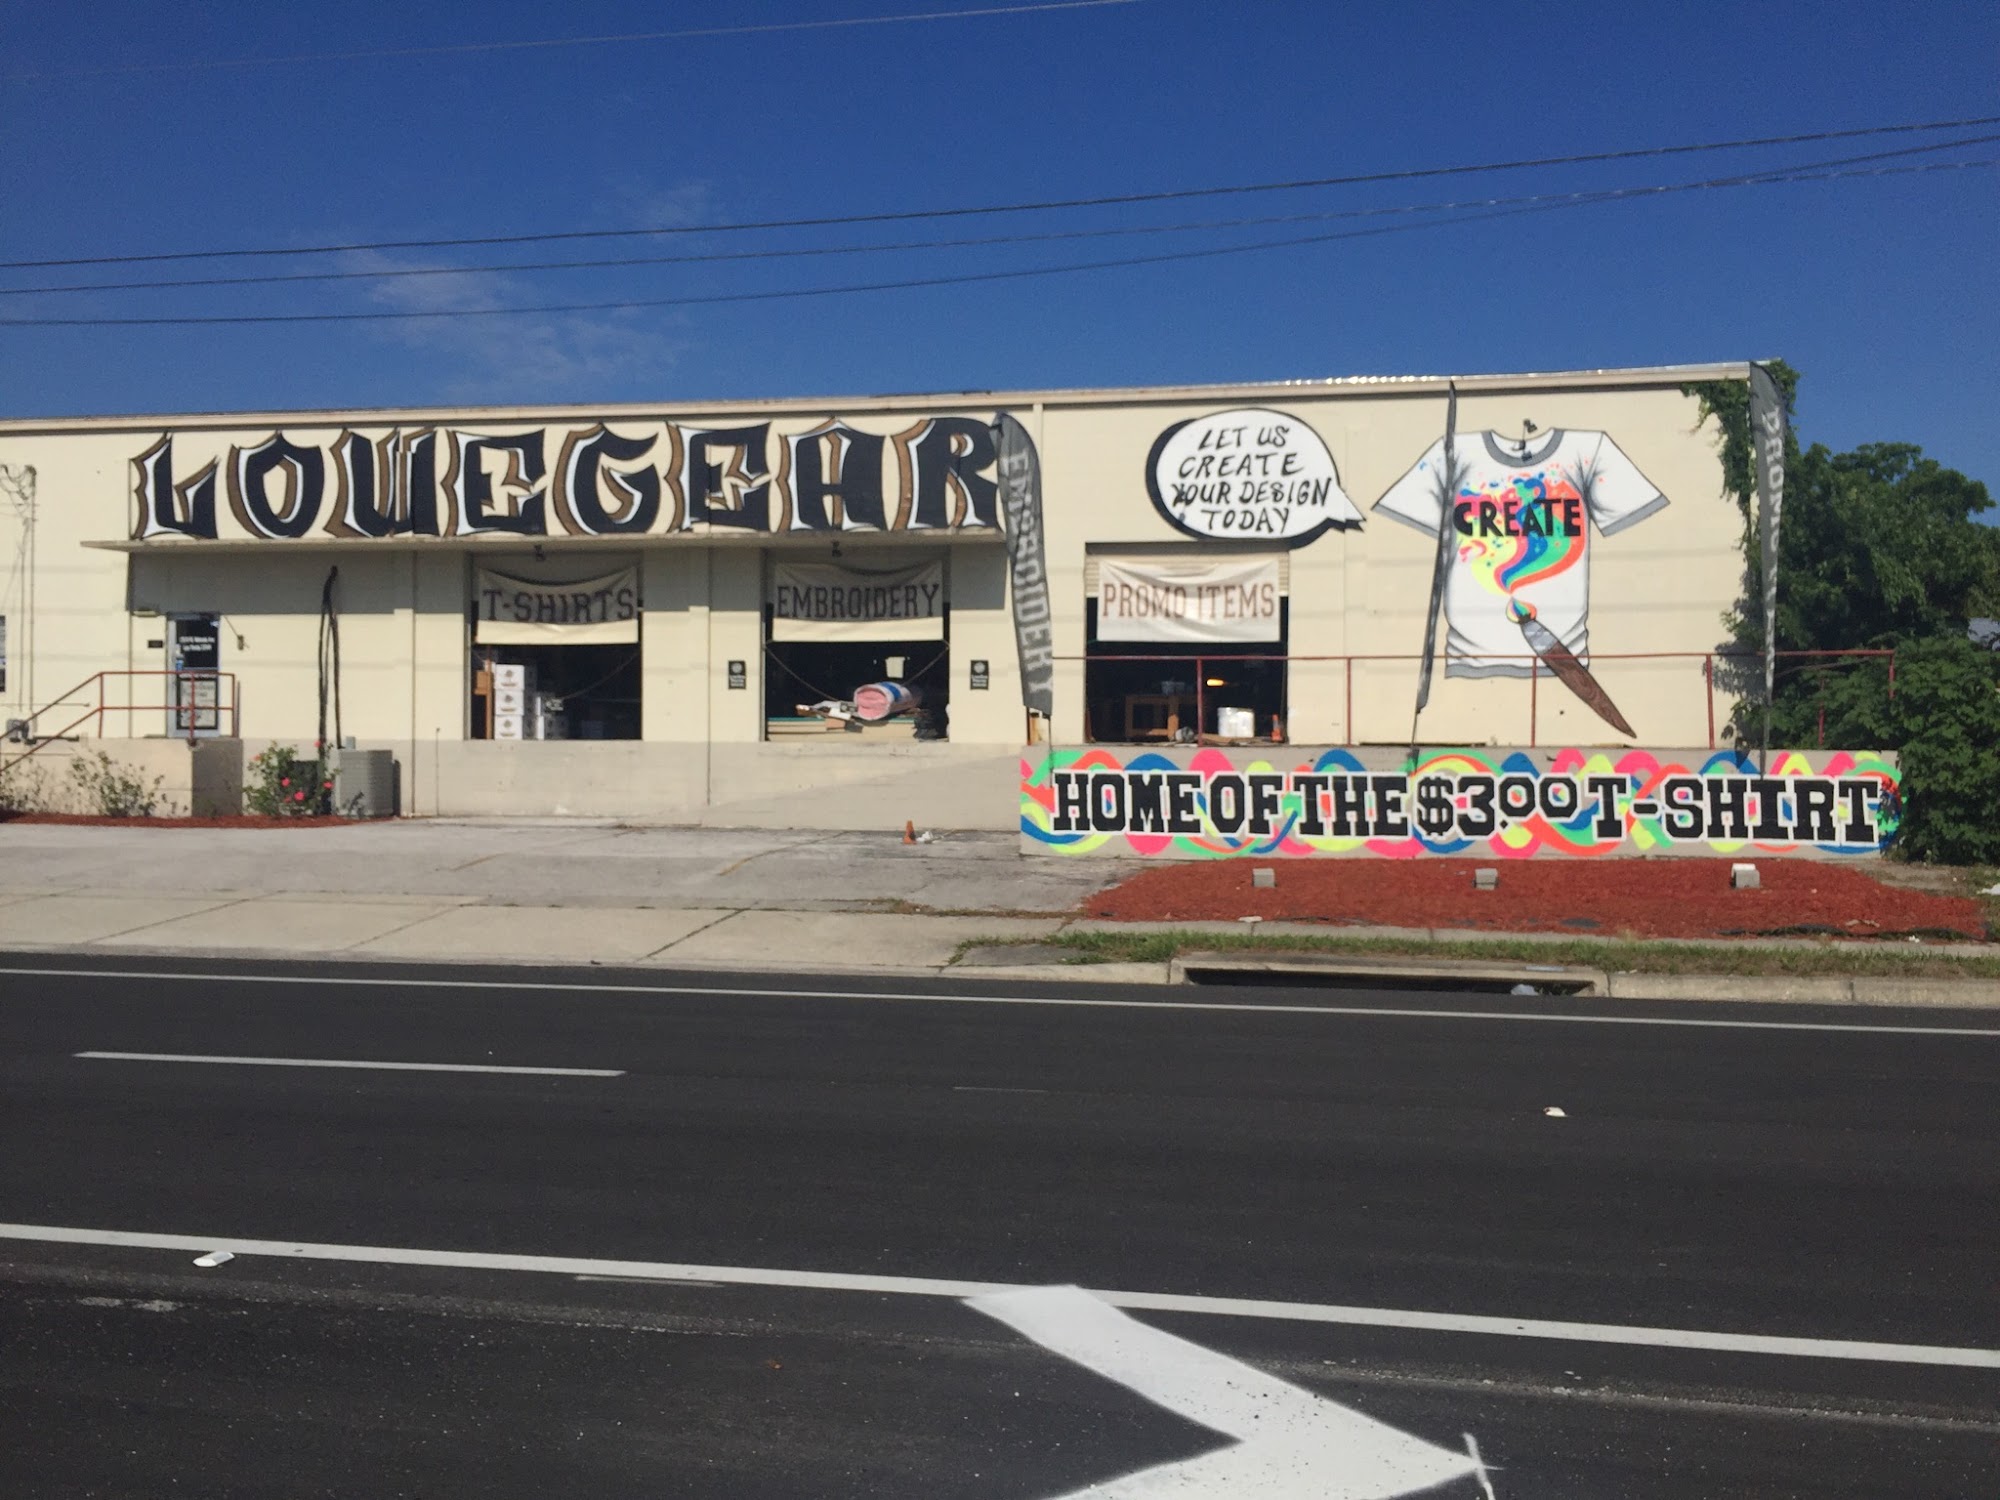 LOVEGEAR
LET US
CREATE
YOUR DESIGN
TODAY
CREATE
T-SHIRTS
EMBROIDERY
EMBROIDERY
PROMO ITEMS
PROMO
HOME OF THE $3.00 T-SHIRT